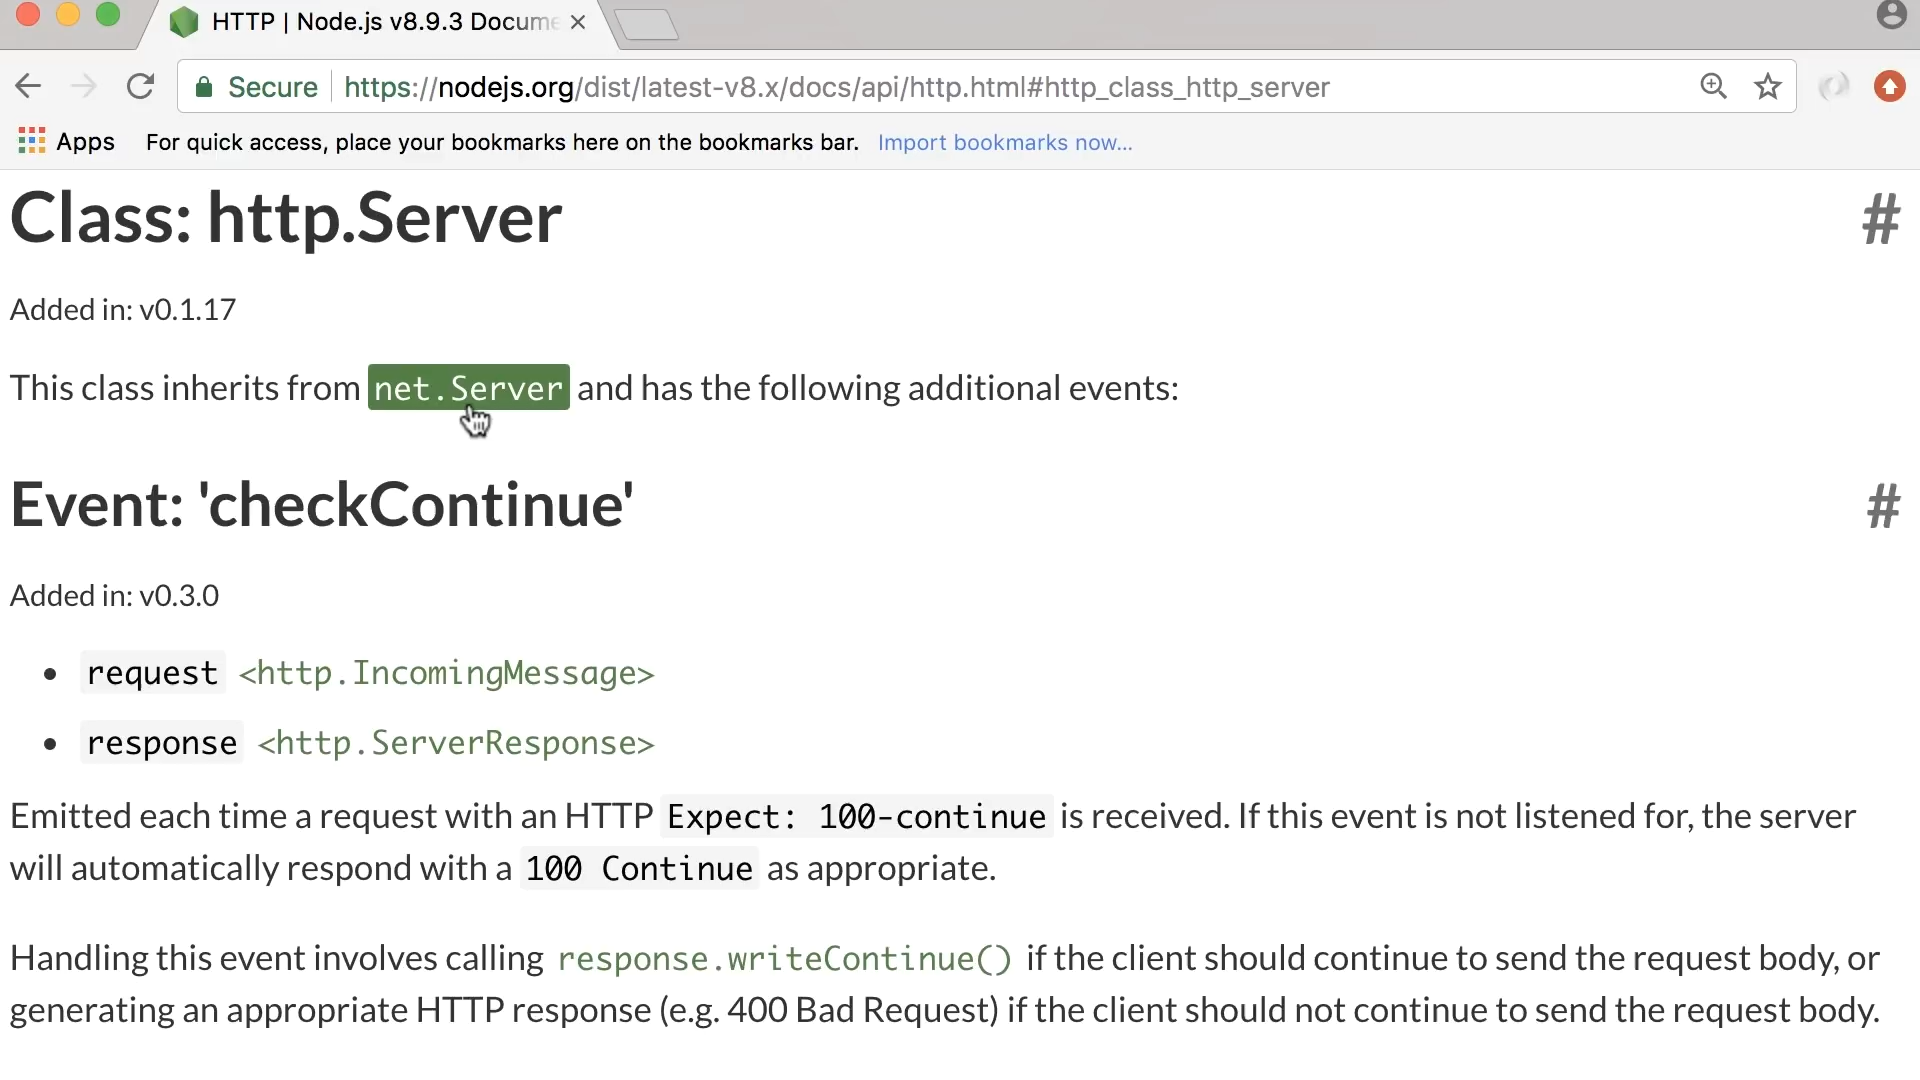 HTTP | Node.js v8.9.3 Docume
Secure https://nodejs.org/dist/latest-v8.x/docs/api/http.html#http_class_http_server
Apps For quick access, place your bookmarks here on the bookmarks bar. Import bookmarks now...
Class: http.Server #
Added in: v0.1.17
This class inherits from net.Server and has the following additional events:
Event: 'checkContinue' #
Added in: v0.3.0
• request <http.IncomingMessage>
• response <http.ServerResponse>
Emitted each time a request with an HTTP Expect: 100-continue is received. If this event is not listened for, the server
will automatically respond with a 100 Continue as appropriate.
Handling this event involves calling response.writeContinue() if the client should continue to send the request body, or
generating an appropriate HTTP response (e.g. 400 Bad Request) if the client should not continue to send the request body.